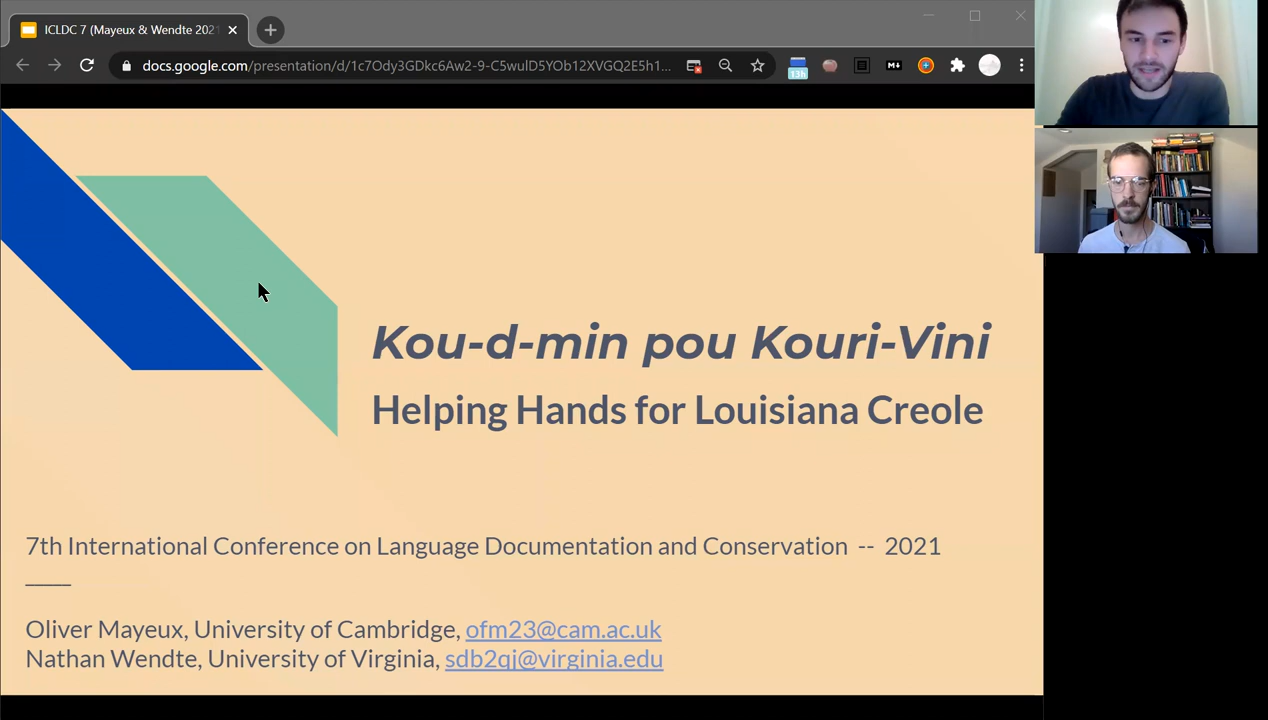 ICLDC 7 (Mayeux & Wendte 2021
docs.google.com/presentation/d/1c7Ody3GDkc6Aw2-9-C5wulD5YOb12XVGQ2E5h1...
13h
Kou-d-min pou Kouri-Vini
Helping Hands for Louisiana Creole
7th International Conference on Language Documentation and Conservation -- 2021
Oliver Mayeux, University of Cambridge, ofm23@cam.ac.uk
Nathan Wendte, University of Virginia, sdb2qj@virginia.edu